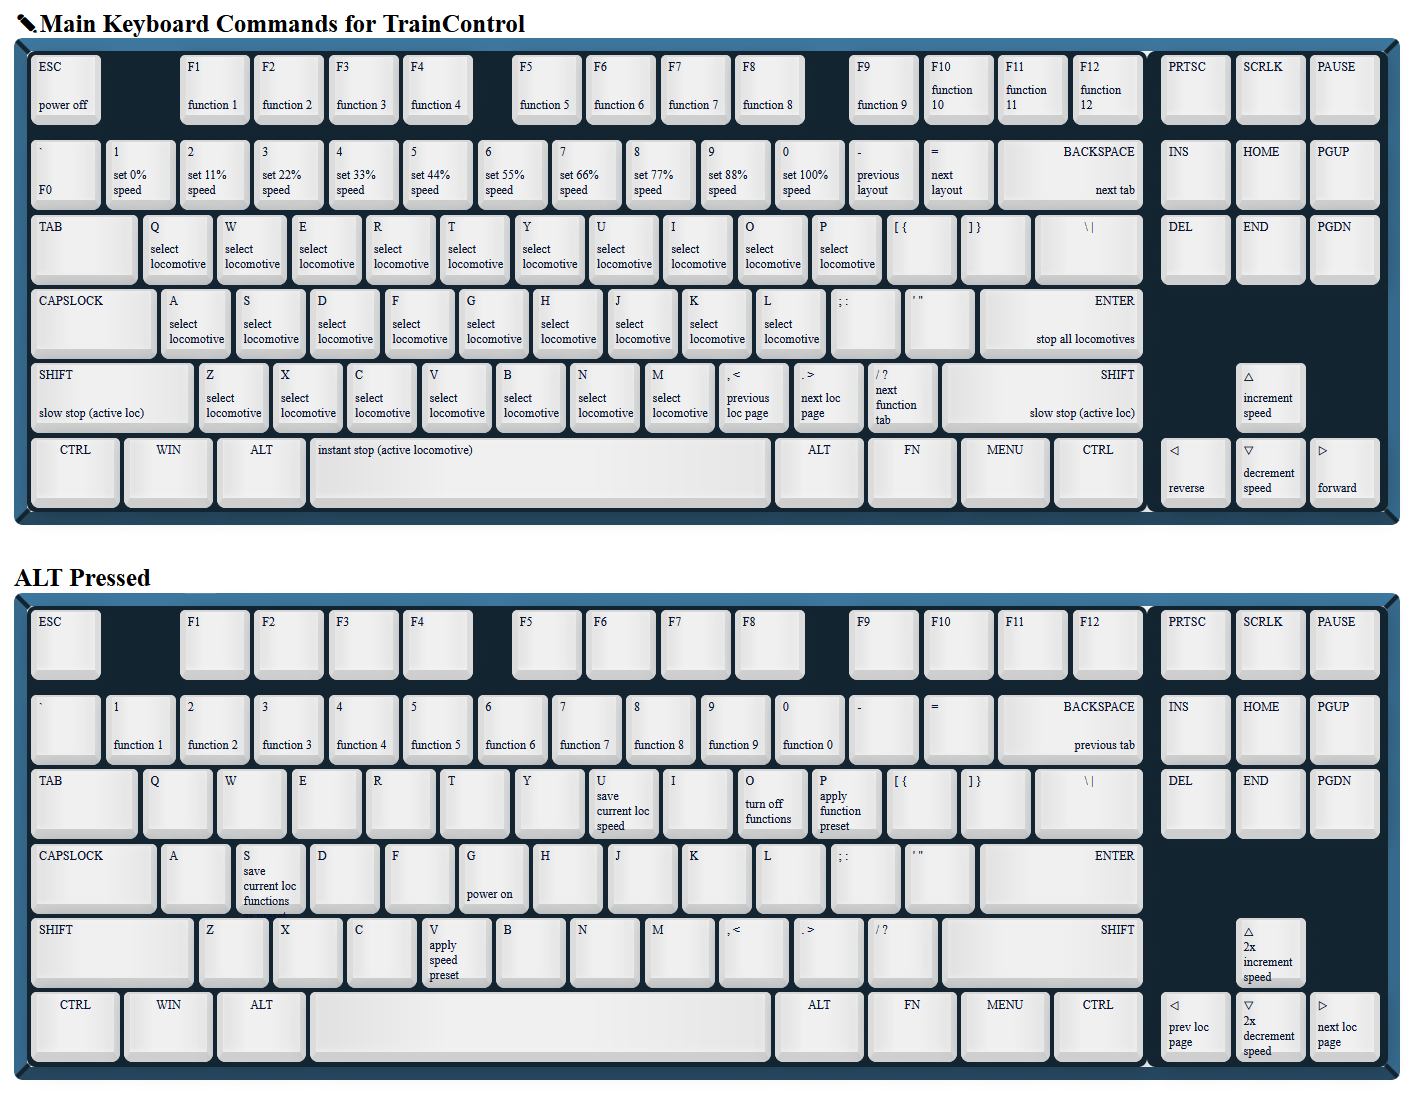 Main Keyboard Commands for TrainControl
ESC F1 F2 F3 F4 F5 F6 F7 F8 F9 F10 F11 F12 PRTSC SCRLK PAUSE
power off function 1 function 2 function 3 function 4 function 5 function 6 function 7 function 8 function 9 function 10 function 11 function 12
` 1 2 3 4 5 6 7 8 9 0 - = BACKSPACE INS HOME PGUP
F0 set 0% speed set 11% speed set 22% speed set 33% speed set 44% speed set 55% speed set 66% speed set 77% speed set 88% speed set 100% speed previous layout next layout next tab
TAB Q W E R T Y U I O P [ { ] } \ | DEL END PGDN
select locomotive select locomotive select locomotive select locomotive select locomotive select locomotive select locomotive select locomotive select locomotive select locomotive
CAPSLOCK A S D F G H J K L ; : ' " ENTER
select locomotive select locomotive select locomotive select locomotive select locomotive select locomotive select locomotive select locomotive select locomotive stop all locomotives
SHIFT Z X C V B N M , < . > / ? SHIFT △
slow stop (active loc) select locomotive select locomotive select locomotive select locomotive select locomotive select locomotive select locomotive previous loc page next loc page next function tab slow stop (active loc) increment speed
CTRL WIN ALT instant stop (active locomotive) ALT FN MENU CTRL ◁ ▽ ▷
reverse decrement speed forward
ALT Pressed
ESC F1 F2 F3 F4 F5 F6 F7 F8 F9 F10 F11 F12 PRTSC SCRLK PAUSE
` 1 2 3 4 5 6 7 8 9 0 - = BACKSPACE INS HOME PGUP
function 1 function 2 function 3 function 4 function 5 function 6 function 7 function 8 function 9 function 0 previous tab
TAB Q W E R T Y U I O P [ { ] } \ | DEL END PGDN
save current loc speed turn off functions apply function preset
CAPSLOCK A S D F G H J K L ; : ' " ENTER
save current loc functions power on
SHIFT Z X C V B N M , < . > / ? SHIFT △
apply speed preset 2x increment speed
CTRL WIN ALT ALT FN MENU CTRL ◁ ▽ ▷
prev loc page 2x decrement speed next loc page